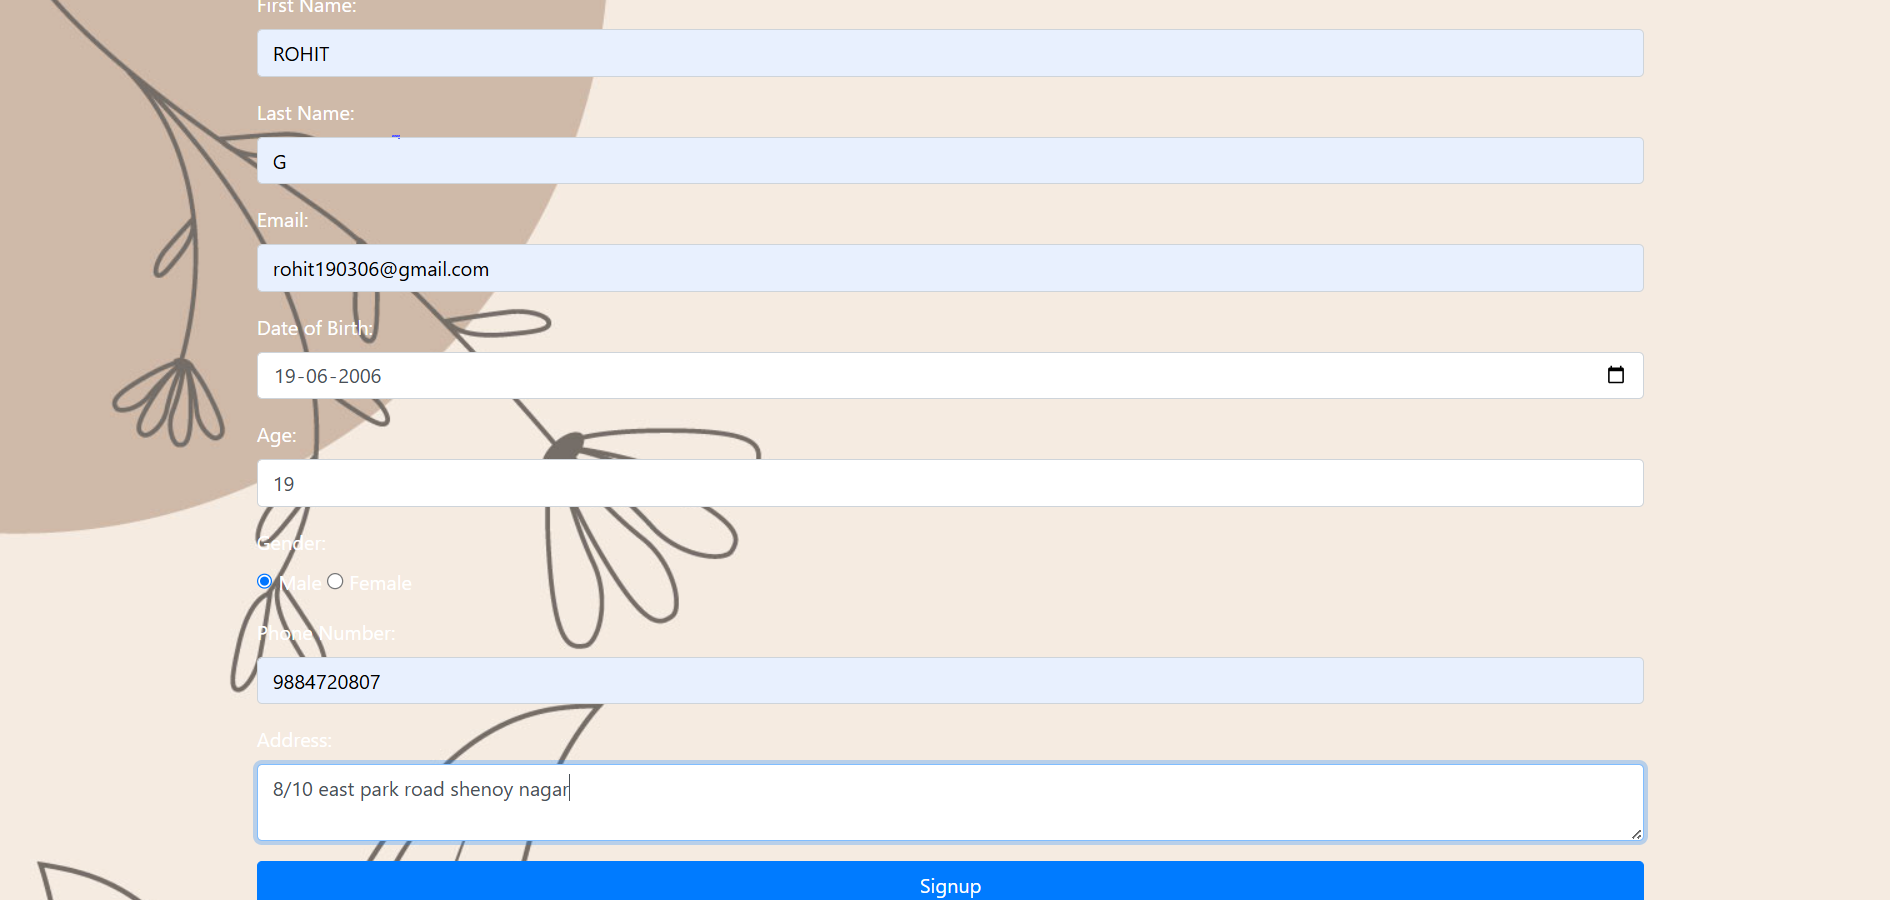 First Name:
ROHIT
Last Name:
G
Email:
rohit190306@gmail.com
Date of Birth:
19-06-2006
Age:
19
Gender:
Male Female
Phone Number:
9884720807
Address:
8/10 east park road shenoy nagar
Signup